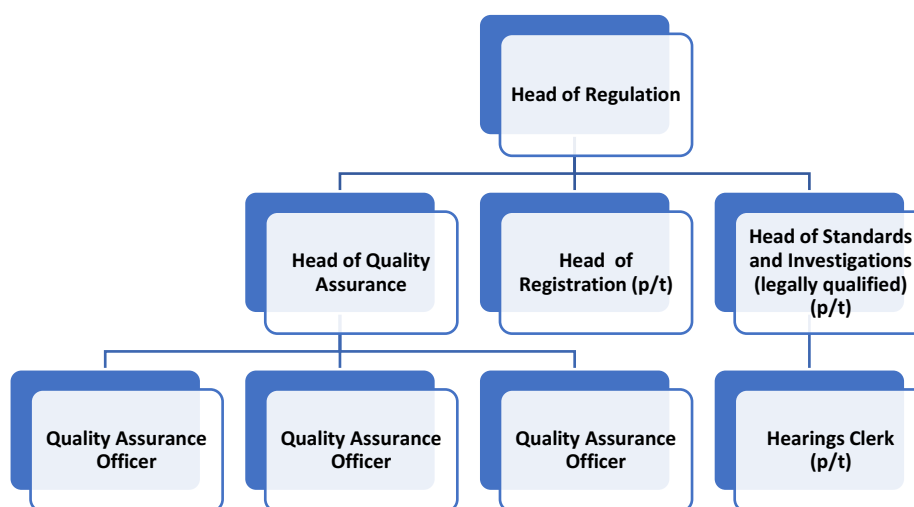 Head of Regulation
Head of Quality
Assurance
Head of
Registration (p/t)
Head of Standards
and Investigations
(legally qualified)
(p/t)
Quality Assurance
Officer
Quality Assurance
Officer
Quality Assurance
Officer
Hearings Clerk
(p/t)